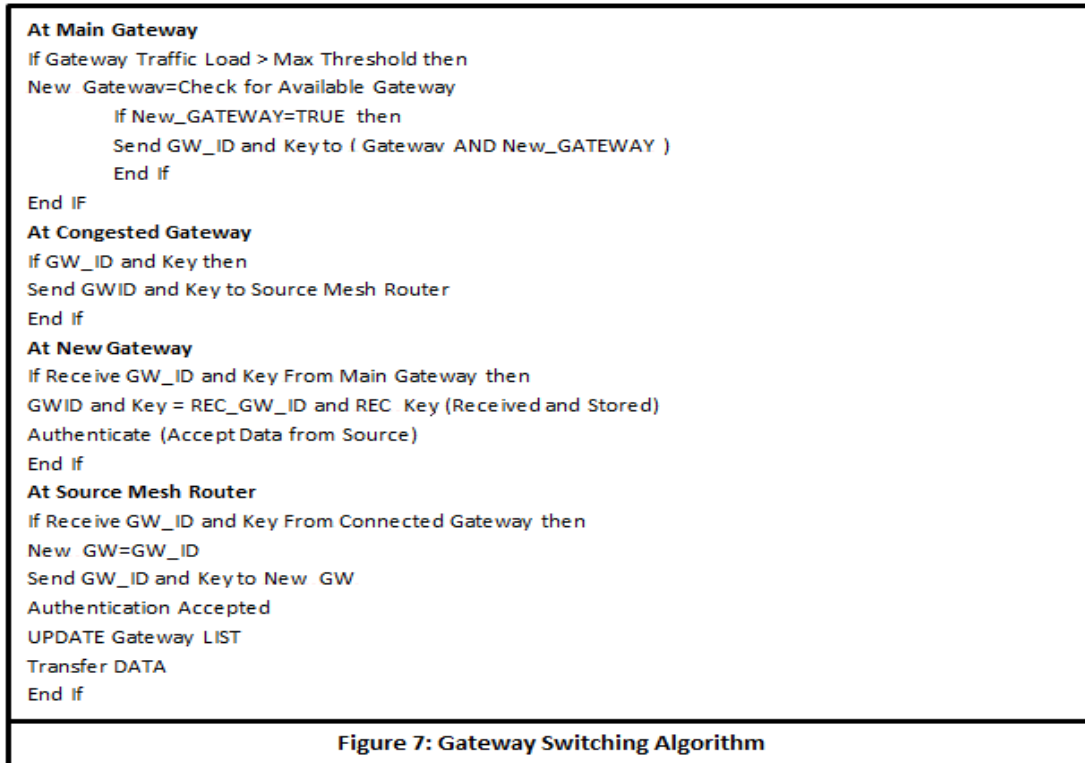 At Main Gateway
If Gateway Traffic Load > Max Threshold then
New Gateway=Check for Available Gateway
If New_GATEWAY=TRUE then
Send GW_ID and Key to ( Gateway AND New_GATEWAY )
End If
End IF
At Congested Gateway
If GW_ID and Key then
Send GWID and Key to Source Mesh Router
End If
At New Gateway
If Receive GW_ID and Key From Main Gateway then
GWID and Key = REC_GW_ID and REC Key (Received and Stored)
Authenticate (Accept Data from Source)
End If
At Source Mesh Router
If Receive GW_ID and Key From Connected Gateway then
New GW=GW_ID
Send GW_ID and Key to New GW
Authentication Accepted
UPDATE Gateway LIST
Transfer DATA
End If
Figure 7: Gateway Switching Algorithm